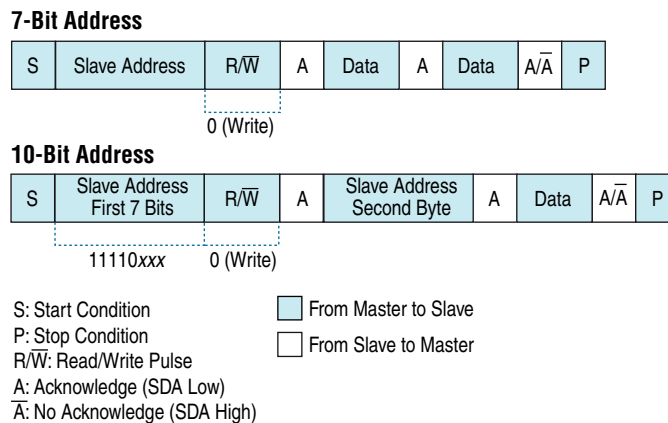 7-Bit Address
S Slave Address R/W̅ A Data A Data A/A̅ P
0 (Write)
10-Bit Address
S Slave Address First 7 Bits R/W̅ A Slave Address Second Byte A Data A/A̅ P
11110xxx 0 (Write)
S: Start Condition
P: Stop Condition
R/W̅: Read/Write Pulse
A: Acknowledge (SDA Low)
A̅: No Acknowledge (SDA High)
From Master to Slave
From Slave to Master